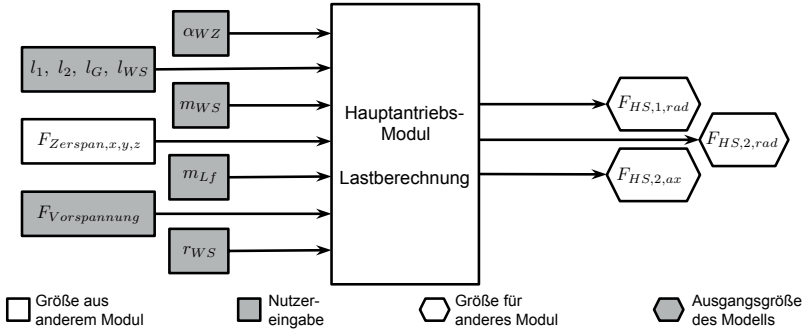 α_WZ
l_1, l_2, l_G, l_WS
m_WS
F_Zerspan,x,y,z
m_Lf
F_Vorspannung
r_WS
Hauptantriebs-
Modul
Lastberechnung
F_HS,1,rad
F_HS,2,rad
F_HS,2,ax
Größe aus
anderem Modul
Nutzer-
eingabe
Größe für
anderes Modul
Ausgangsgröße
des Modells